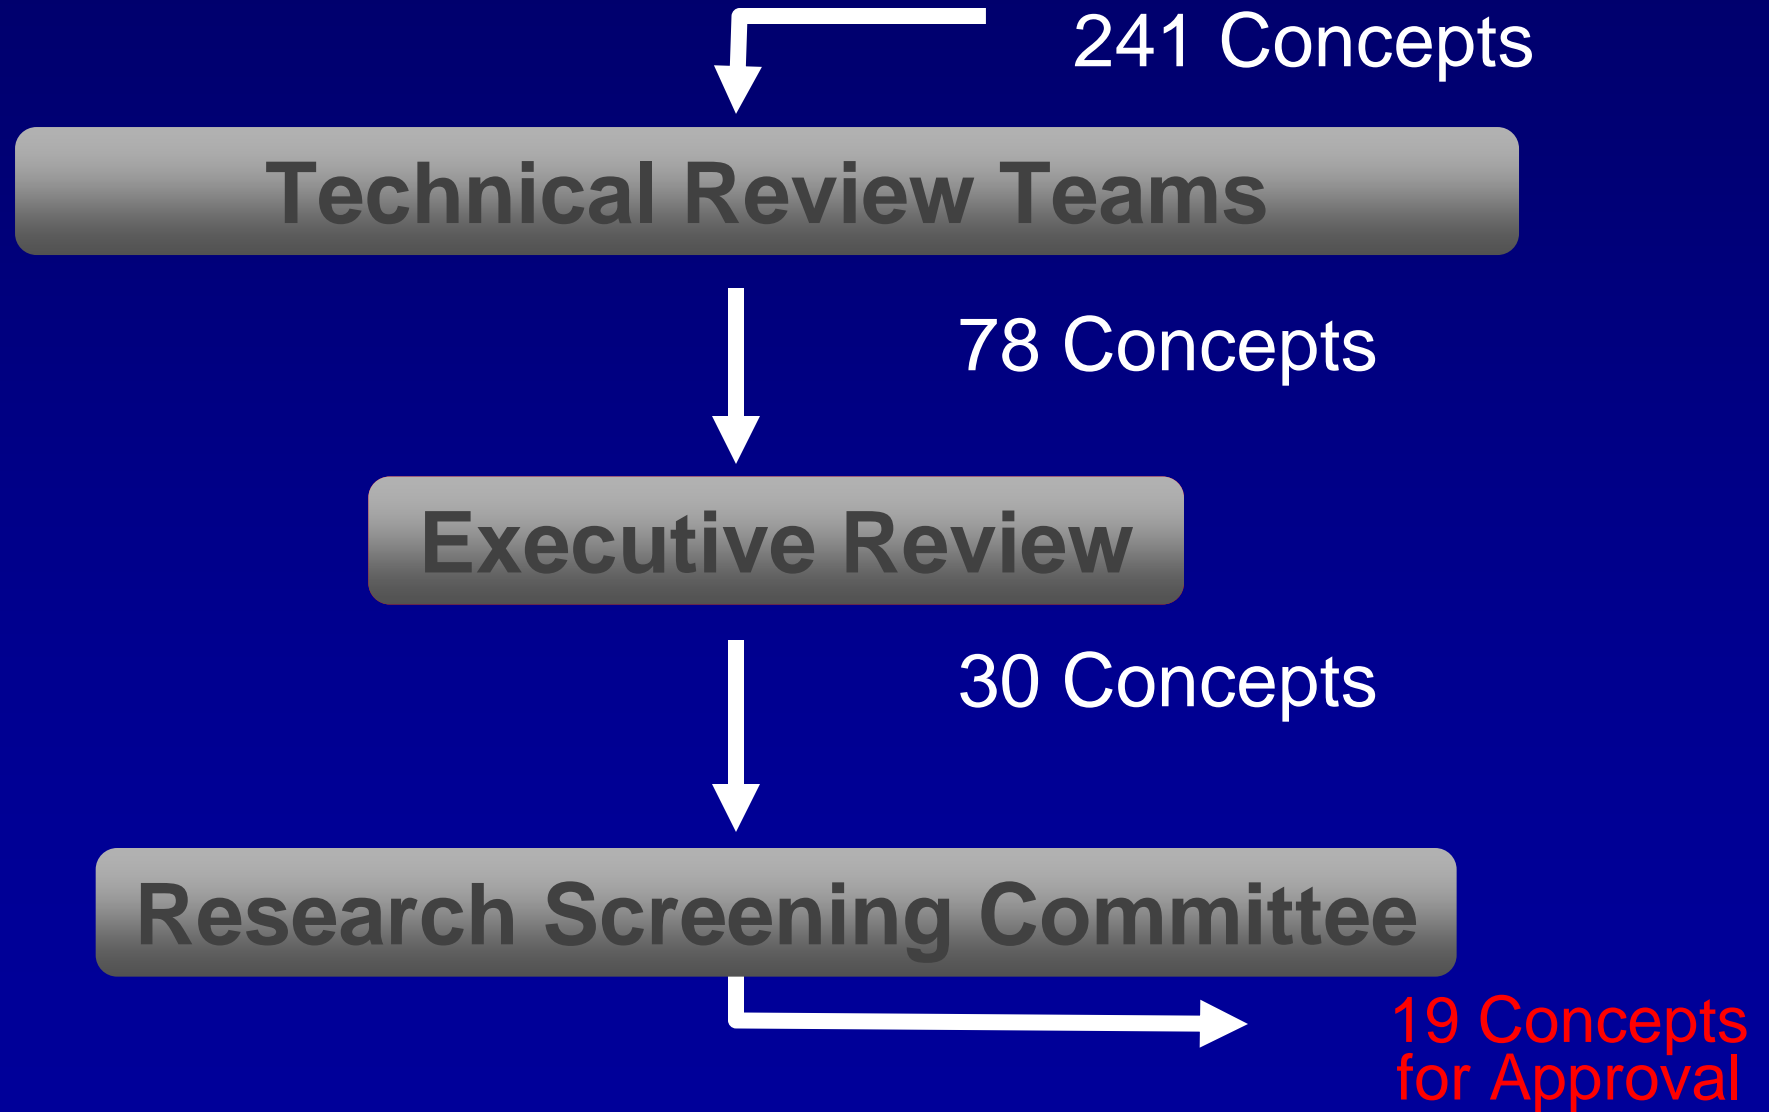 241 Concepts
Technical Review Teams
78 Concepts
Executive Review
30 Concepts
Research Screening Committee
19 Concepts
for Approval